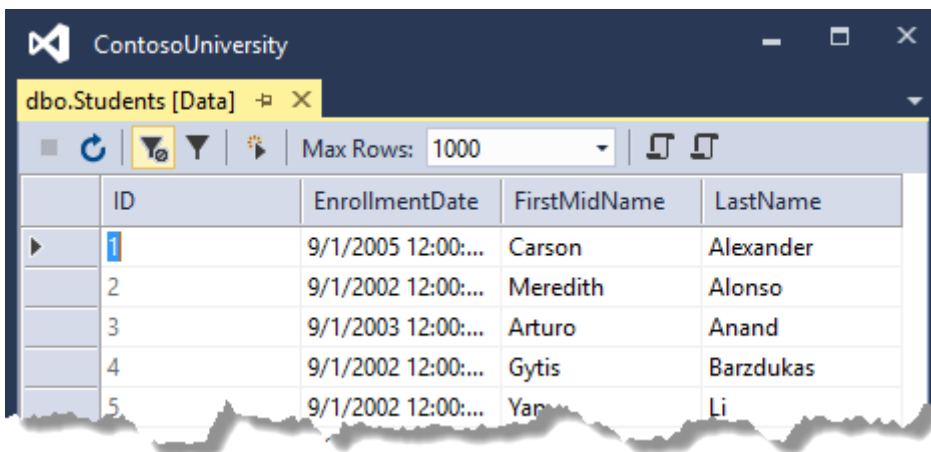 ContosoUniversity
dbo.Students [Data]
Max Rows: 1000
ID EnrollmentDate FirstMidName LastName
1 9/1/2005 12:00:... Carson Alexander
2 9/1/2002 12:00:... Meredith Alonso
3 9/1/2003 12:00:... Arturo Anand
4 9/1/2002 12:00:... Gytis Barzdukas
5 9/1/2002 12:00:... Li